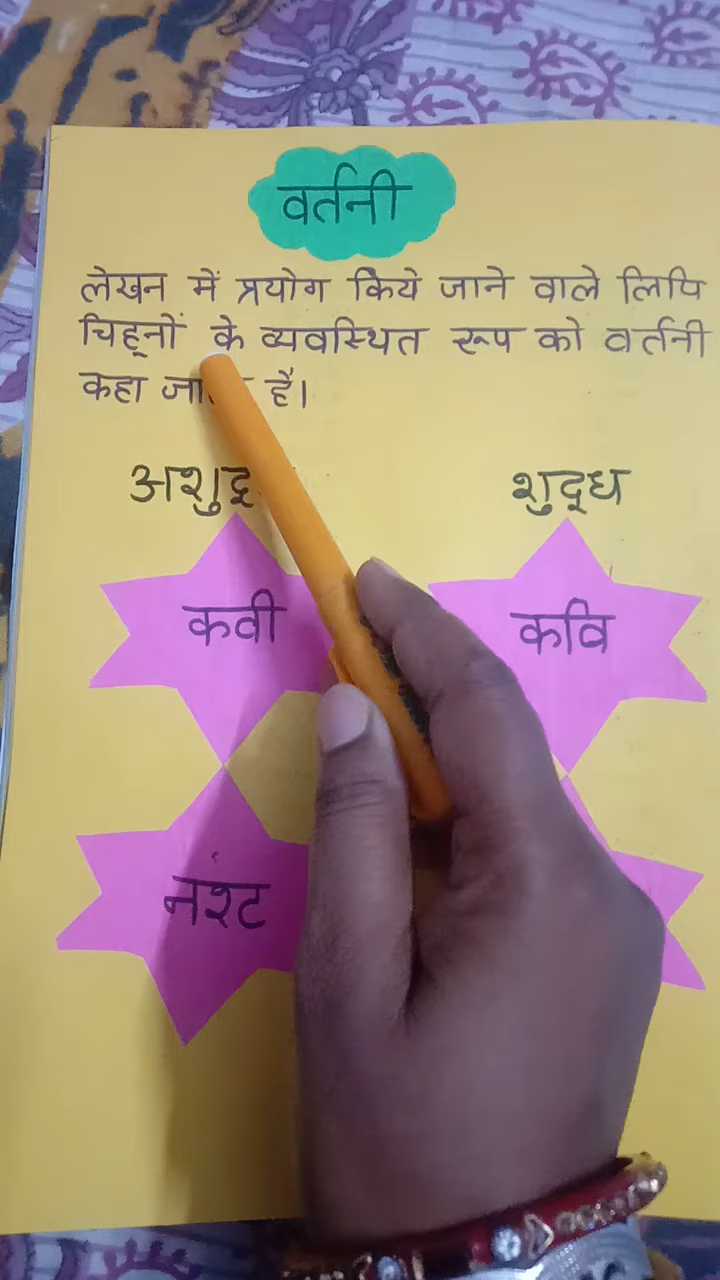 वर्तनी
लेखन में प्रयोग किये जाने वाले लिपि
चिह्नों के व्यवस्थित रूप को वर्तनी
कहा है।
शुद्ध
कवी
कवि
नश्ट